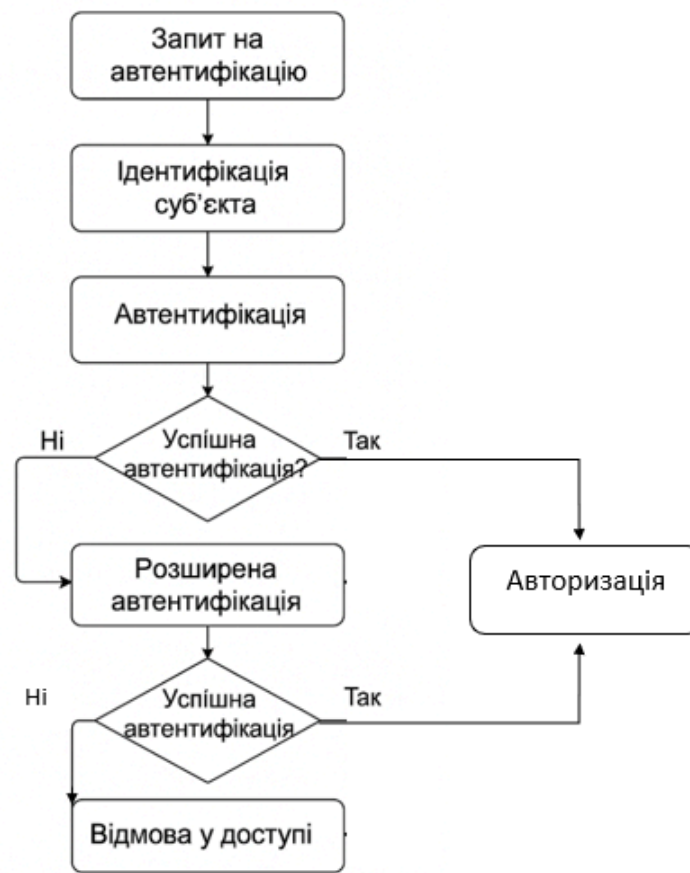 Запит на
автентифікацію
Ідентифікація
суб'єкта
Автентифікація
Ні
Успішна
автентифікація?
Так
Розширена
автентифікація
Авторизація
Ні
Успішна
автентифікація
Так
Відмова у доступі